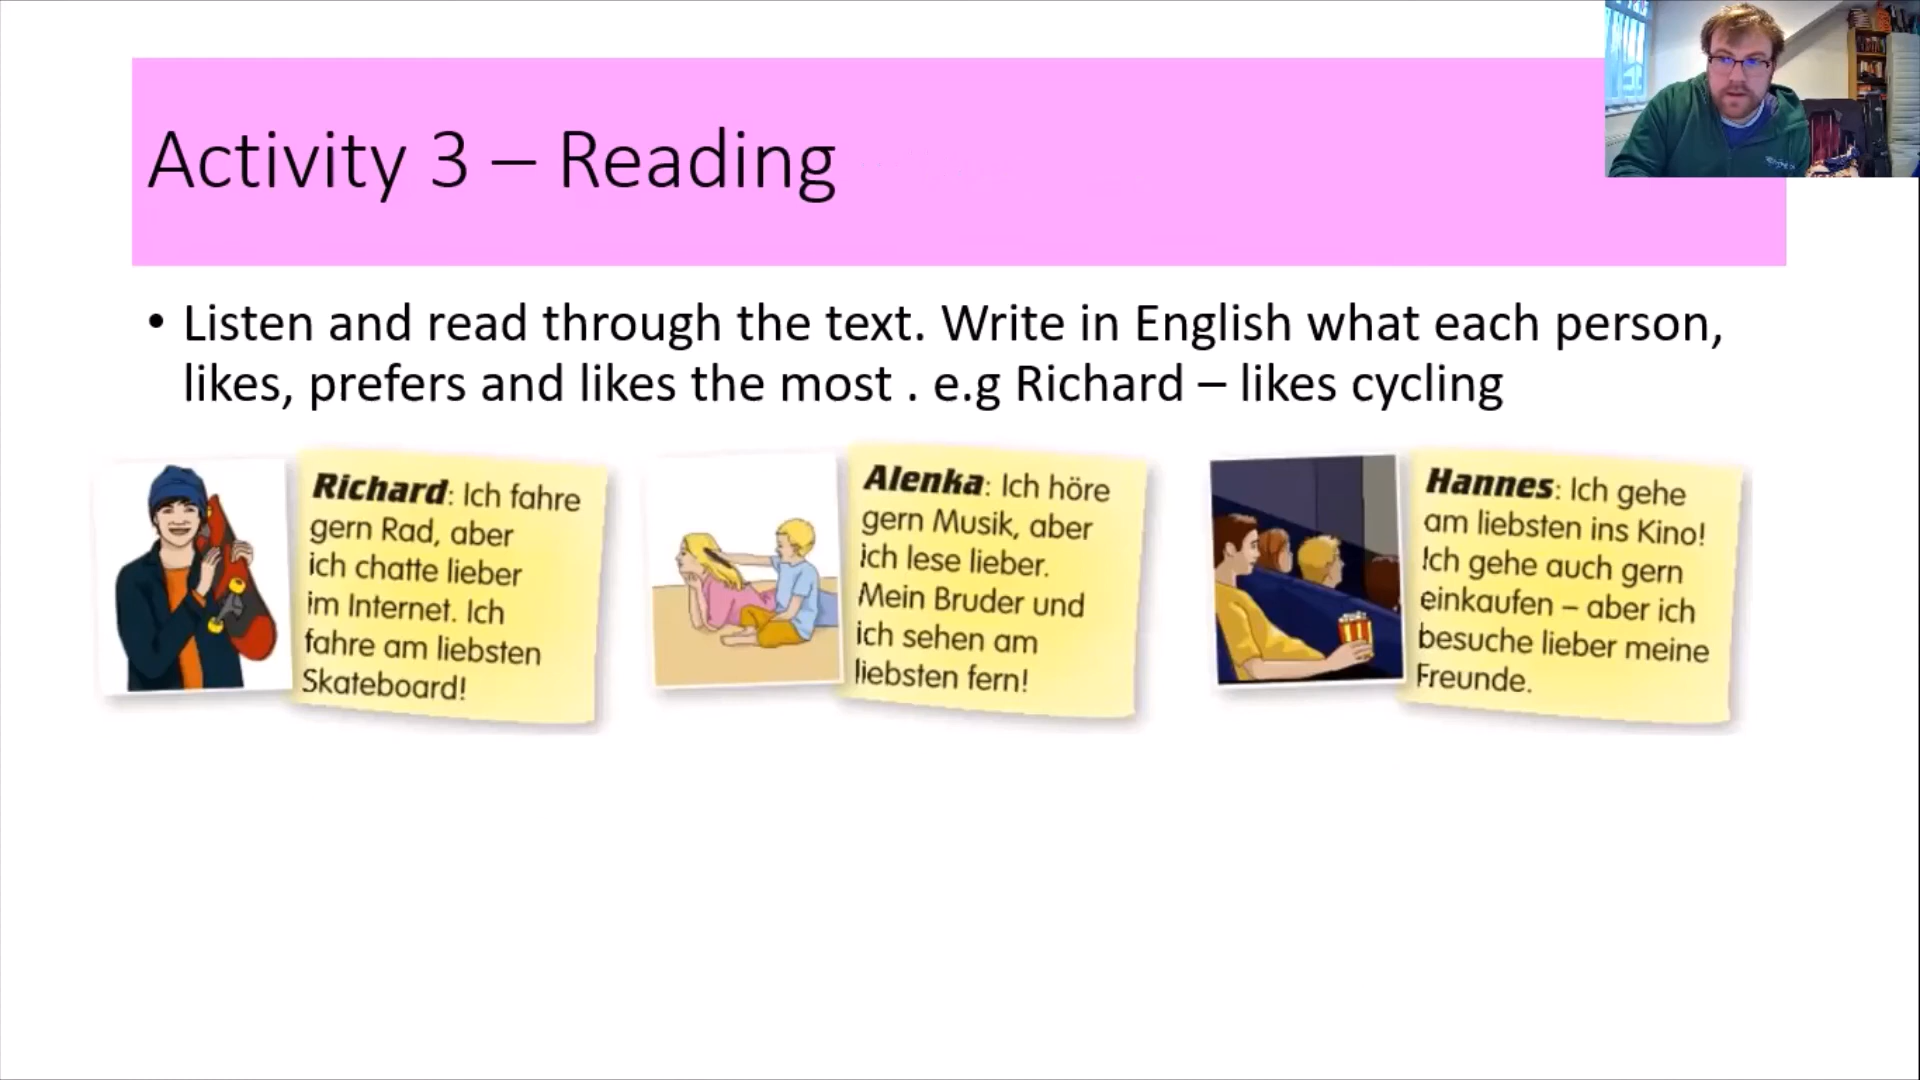 Activity 3 – Reading
• Listen and read through the text. Write in English what each person,
likes, prefers and likes the most . e.g Richard – likes cycling
Richard: Ich fahre
gern Rad, aber
ich chatte lieber
im Internet. Ich
fahre am liebsten
Skateboard!
Alenka: Ich höre
gern Musik, aber
ich lese lieber.
Mein Bruder und
ich sehen am
liebsten fern!
Hannes: Ich gehe
am liebsten ins Kino!
Ich gehe auch gern
einkaufen – aber ich
besuche lieber meine
Freunde.